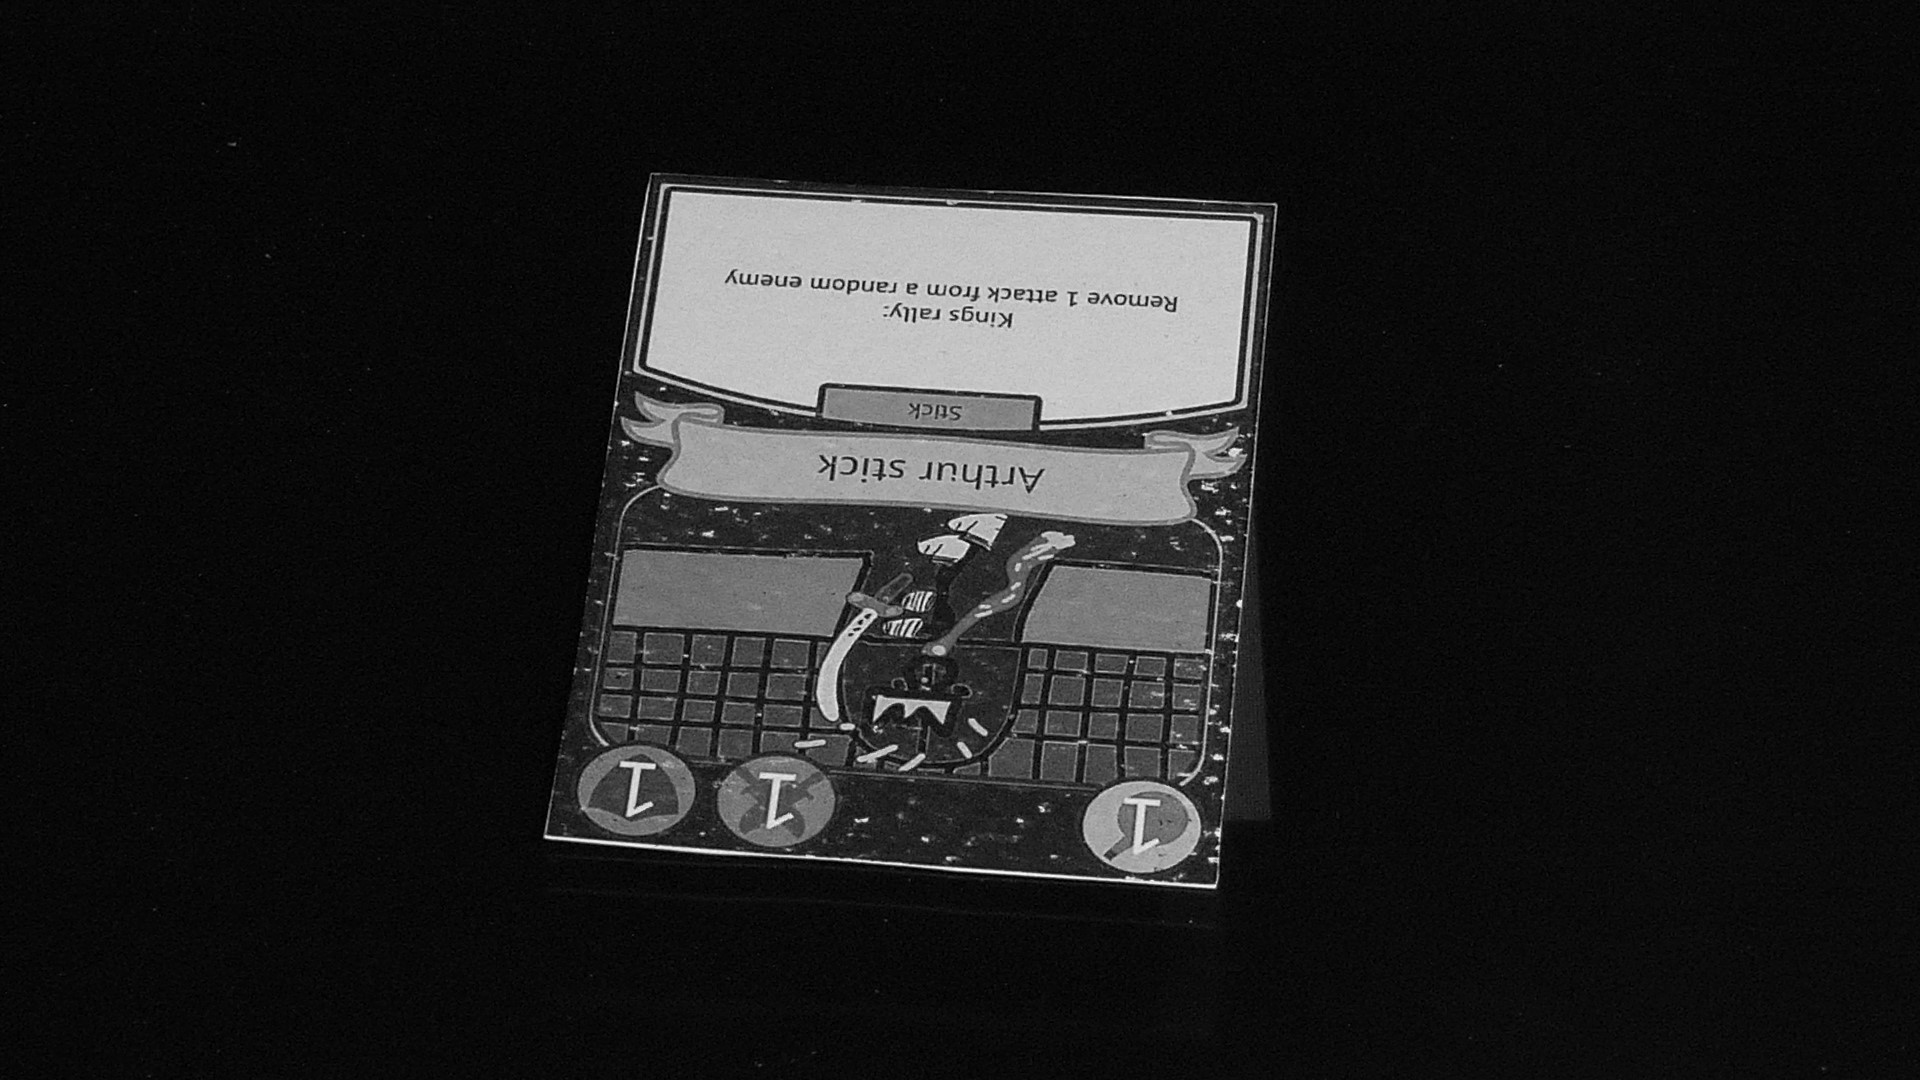 1 1 1
Arthur stick
Stick
Kings rally:
Remove 1 attack from a random enemy